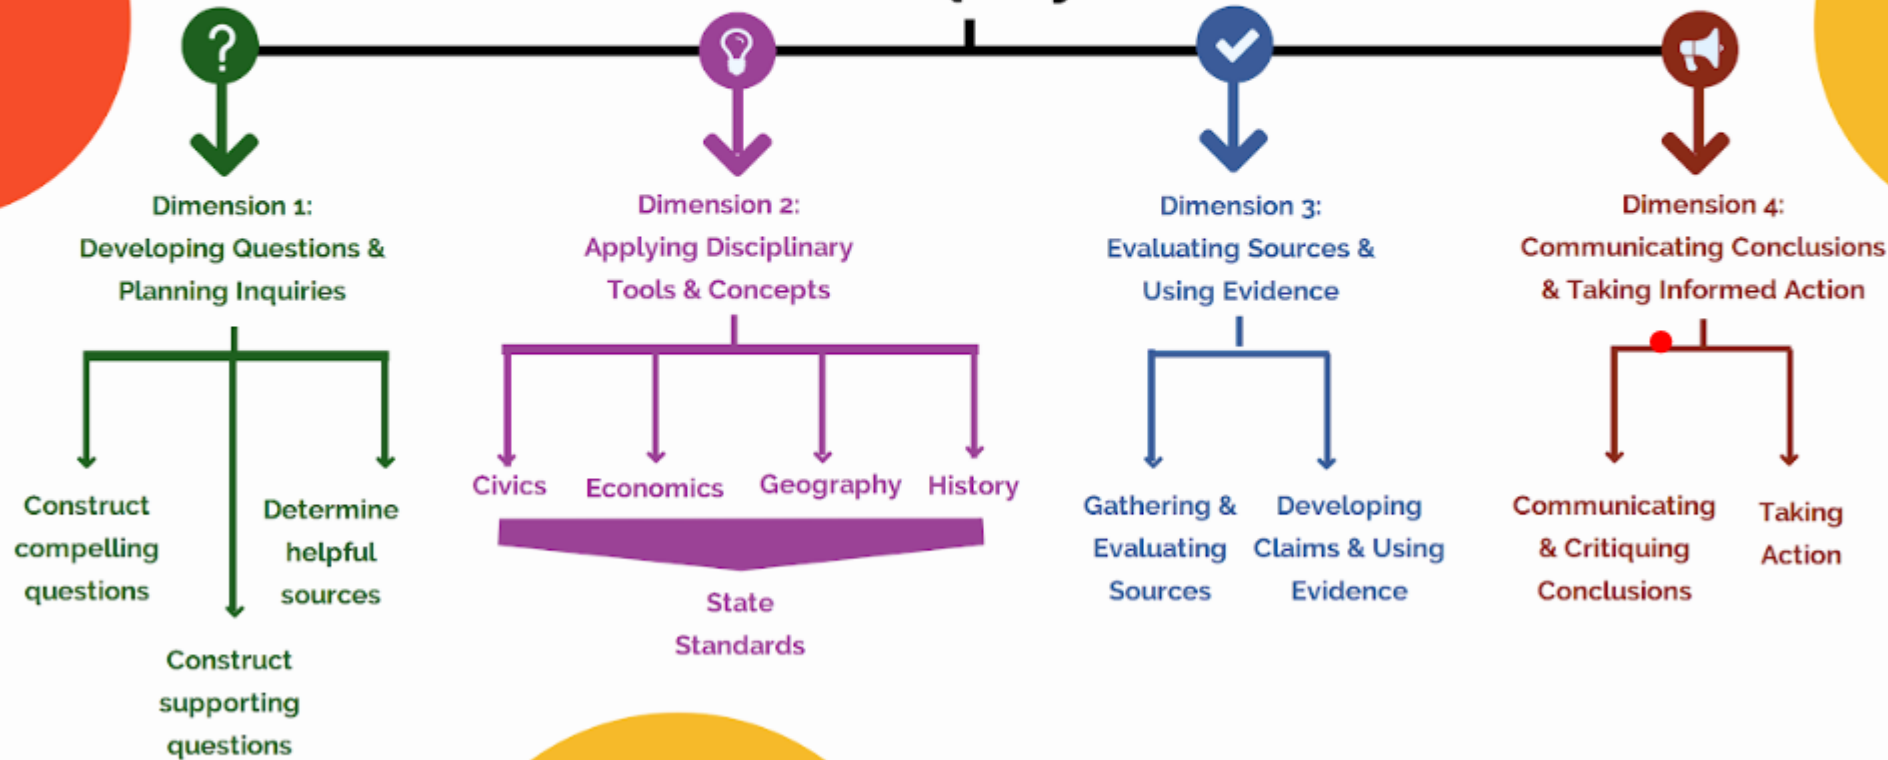 Dimension 1:
Developing Questions &
Planning Inquiries
Construct
compelling
questions
Construct
supporting
questions
Determine
helpful
sources
Dimension 2:
Applying Disciplinary
Tools & Concepts
Civics
Economics
Geography
History
State
Standards
Dimension 3:
Evaluating Sources &
Using Evidence
Gathering &
Evaluating
Sources
Developing
Claims & Using
Evidence
Dimension 4:
Communicating Conclusions
& Taking Informed Action
Communicating
& Critiquing
Conclusions
Taking
Action